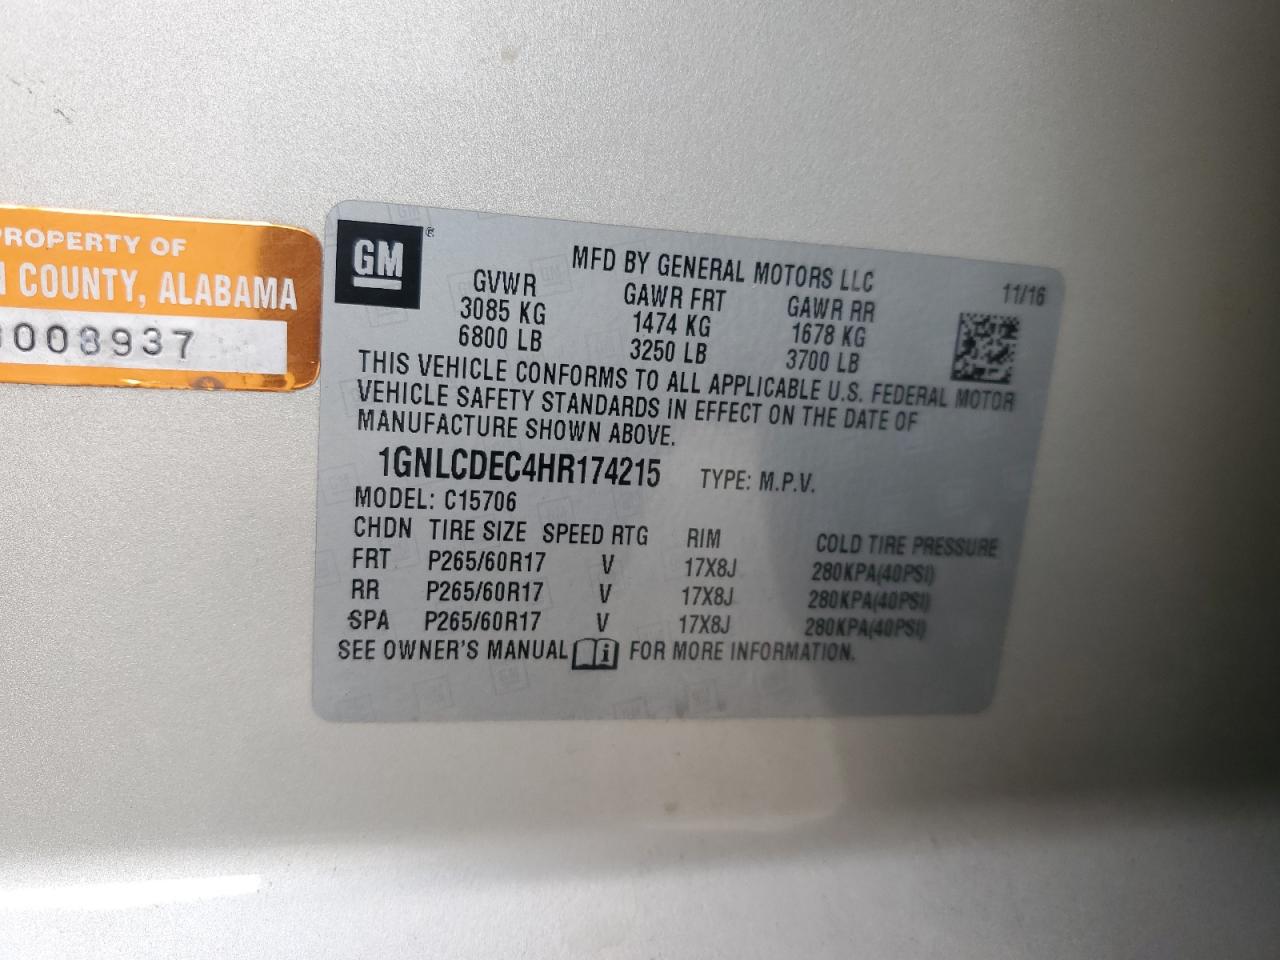 PROPERTY OF
COUNTY, ALABAMA
008937
GM®
MFD BY GENERAL MOTORS LLC
11/16
GVWR GAWR FRT GAWR RR
3085 KG 1474 KG 1678 KG
6800 LB 3250 LB 3700 LB
THIS VEHICLE CONFORMS TO ALL APPLICABLE U.S. FEDERAL MOTOR
VEHICLE SAFETY STANDARDS IN EFFECT ON THE DATE OF
MANUFACTURE SHOWN ABOVE.
1GNLCDEC4HR174215 TYPE: M.P.V.
MODEL: C15706
CHDN TIRE SIZE SPEED RTG RIM COLD TIRE PRESSURE
FRT P265/60R17 V 17X8J 280KPA(40PSI)
RR P265/60R17 V 17X8J 280KPA(40PSI)
SPA P265/60R17 V 17X8J 280KPA(40PSI)
SEE OWNER'S MANUAL i FOR MORE INFORMATION.